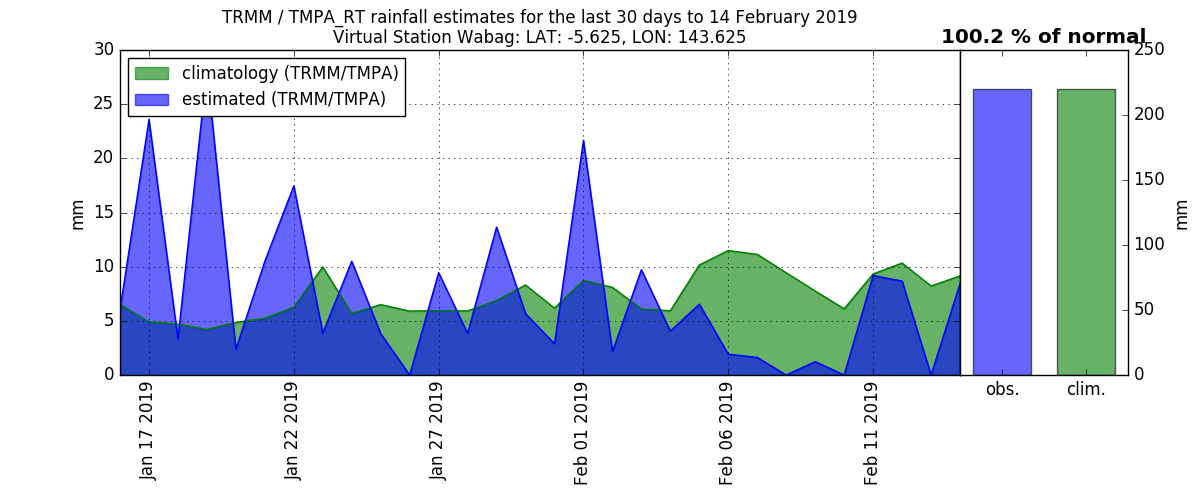 TRMM / TMPA_RT rainfall estimates for the last 30 days to 14 February 2019
Virtual Station Wabag: LAT: -5.625, LON: 143.625
100.2 % of normal
climatology (TRMM/TMPA)
estimated (TRMM/TMPA)
30
25
20
15
10
5
0
mm
Jan 17 2019
Jan 22 2019
Jan 27 2019
Feb 01 2019
Feb 06 2019
Feb 11 2019
250
200
150
100
50
0
mm
obs.
clim.